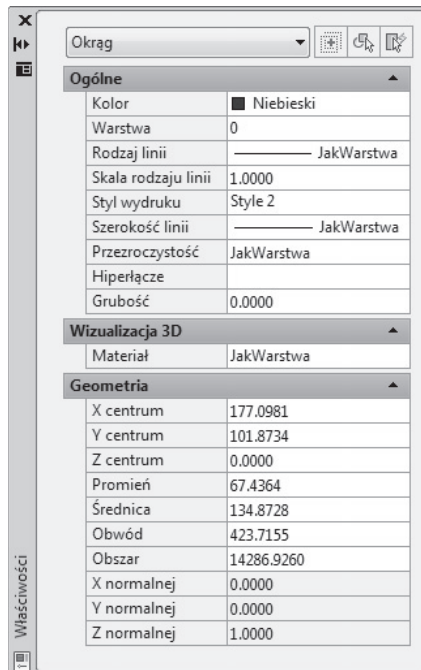 Okrąg
Ogólne
Kolor Niebieski
Warstwa 0
Rodzaj linii JakWarstwa
Skala rodzaju linii 1.0000
Styl wydruku Style 2
Szerokość linii JakWarstwa
Przezroczystość JakWarstwa
Hiperłącze
Grubość 0.0000
Wizualizacja 3D
Materiał JakWarstwa
Geometria
X centrum 177.0981
Y centrum 101.8734
Z centrum 0.0000
Promień 67.4364
Średnica 134.8728
Obwód 423.7155
Obszar 14286.9260
X normalnej 0.0000
Y normalnej 0.0000
Z normalnej 1.0000
Właściwości